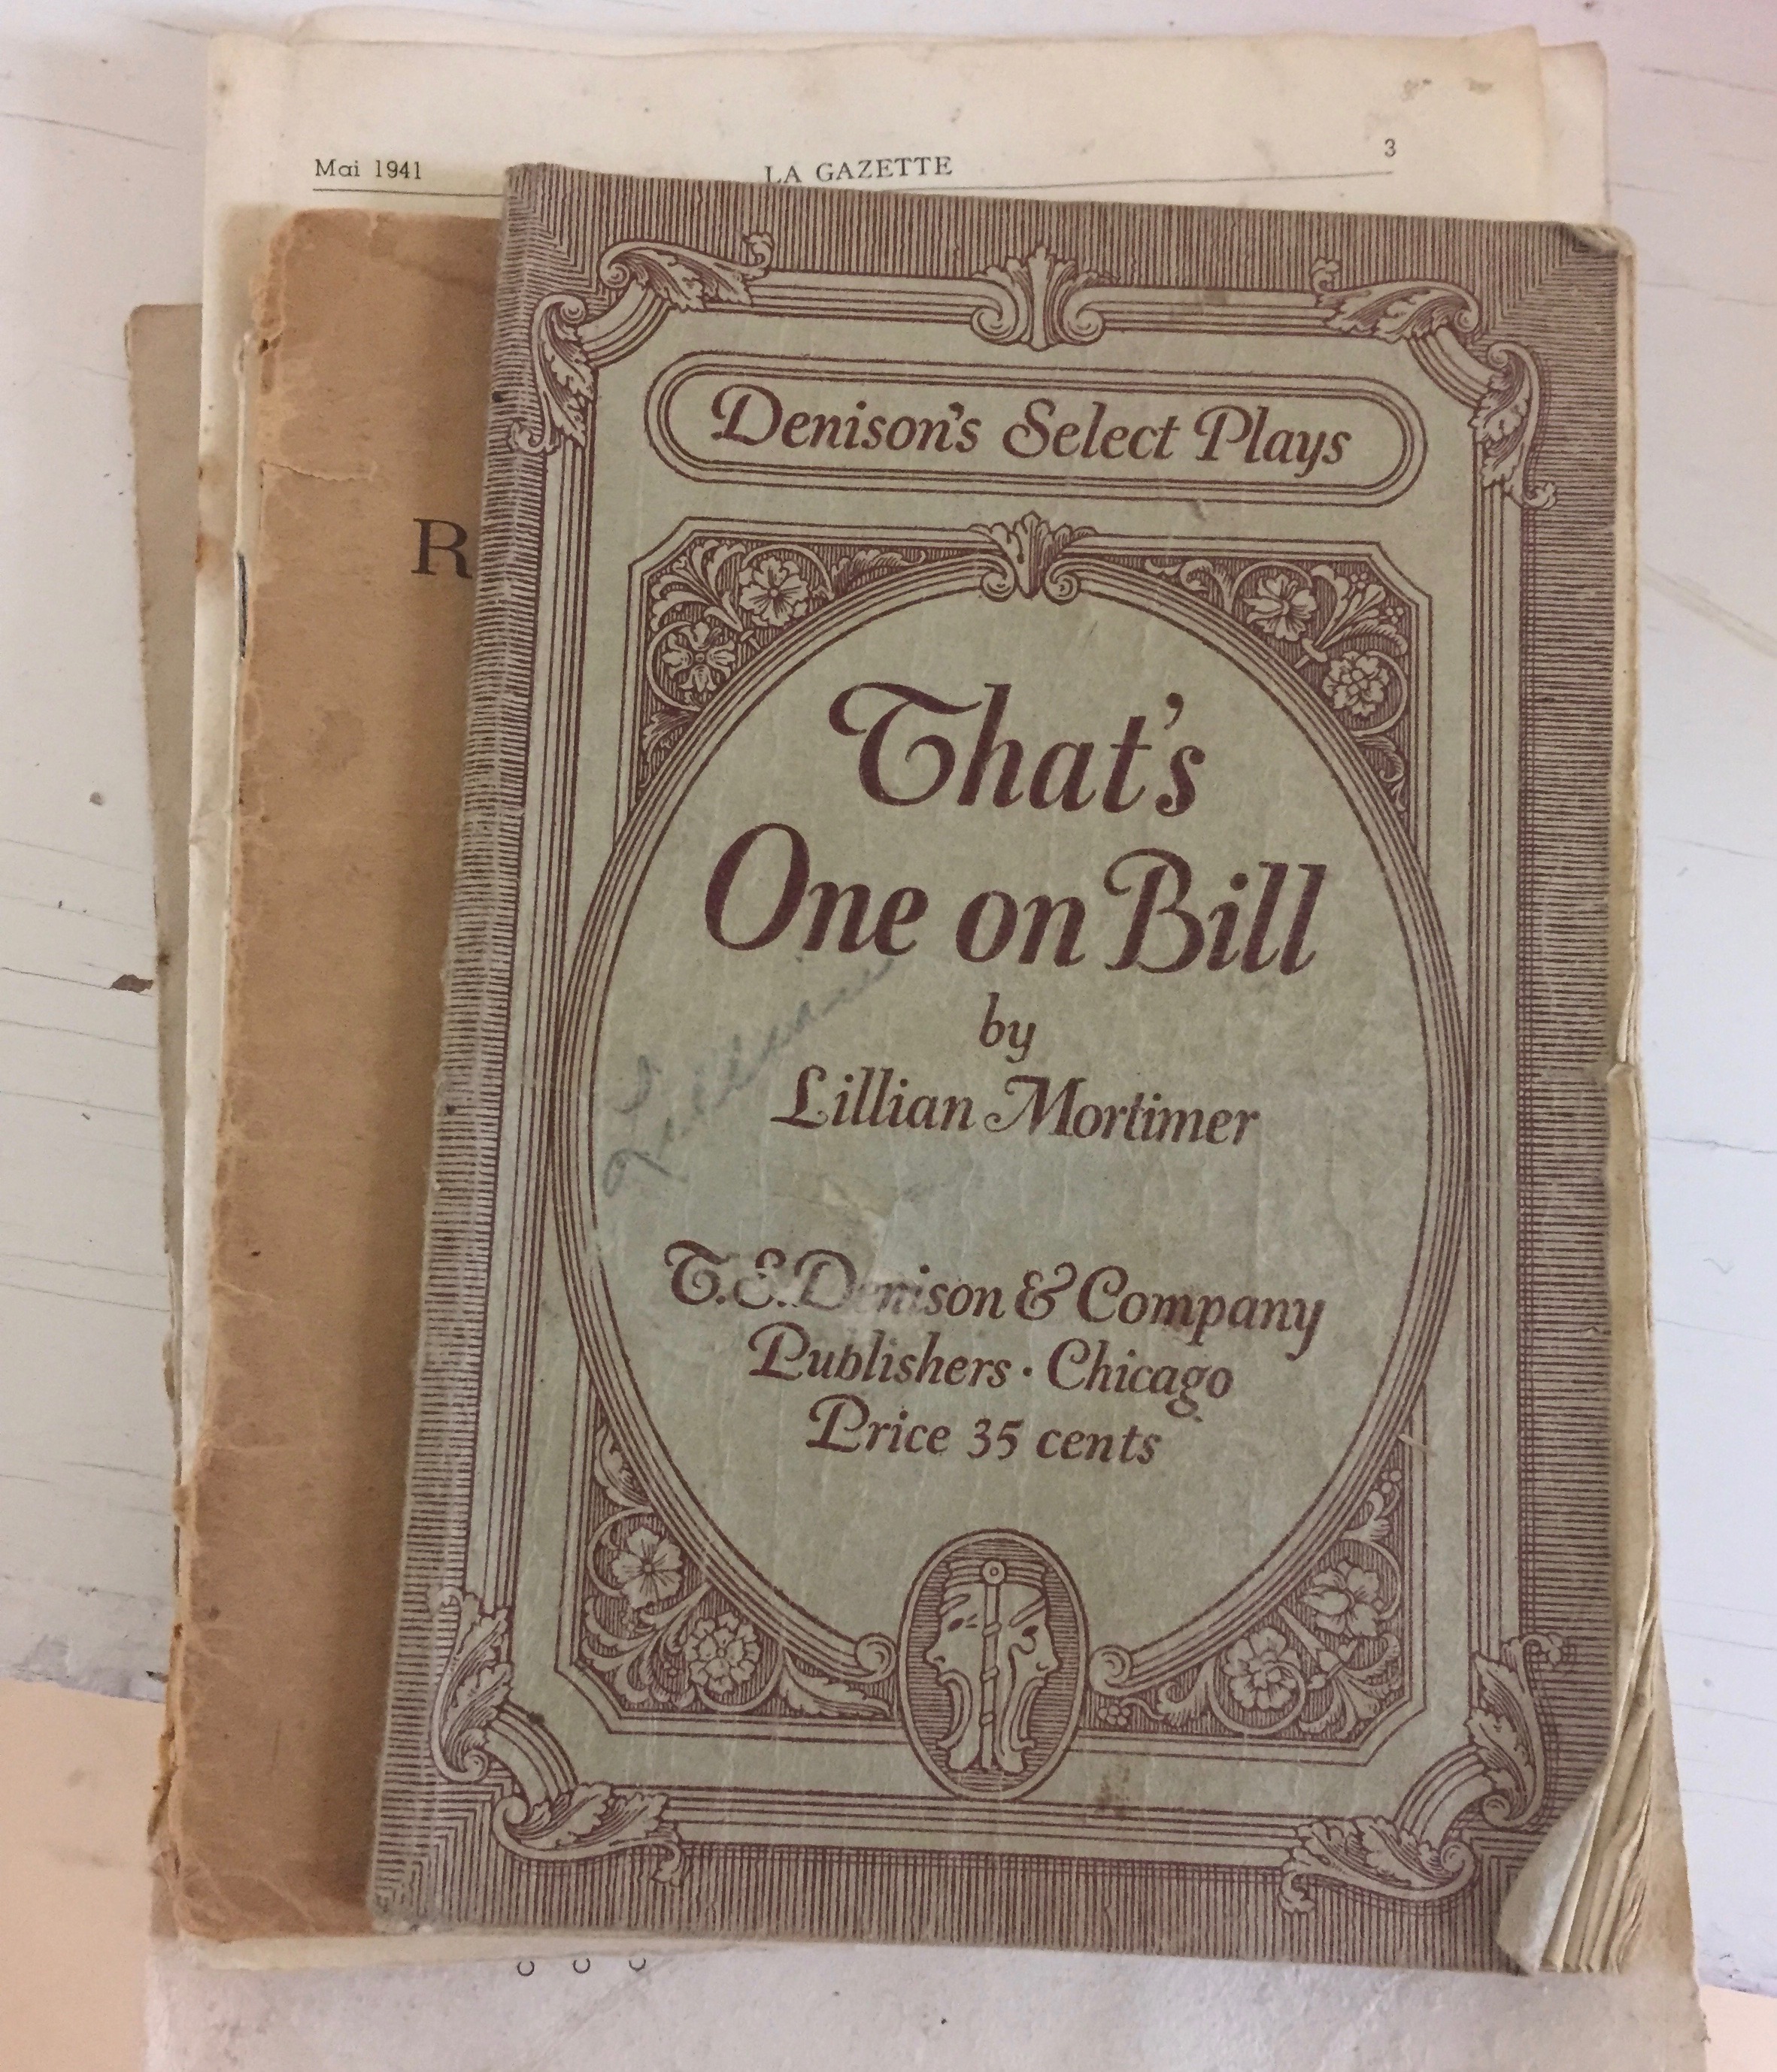 Mai 1941 LA GAZETTE 3
R
Denison's Select Plays
That's
One on Bill
by
Lillian Mortimer
T.S. Denison & Company
Publishers · Chicago
Price 35 cents